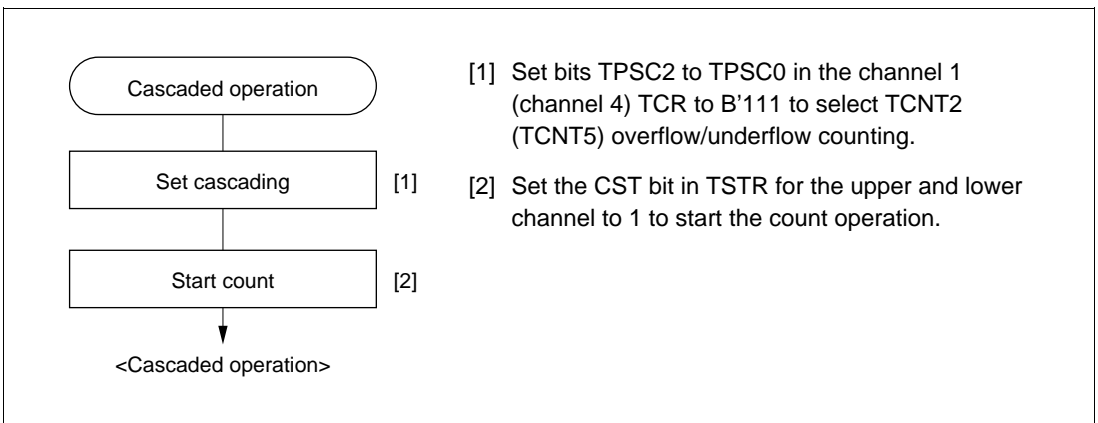 Cascaded operation
Set cascading
[1]
Start count
[2]
<Cascaded operation>
[1] Set bits TPSC2 to TPSC0 in the channel 1
(channel 4) TCR to B'111 to select TCNT2
(TCNT5) overflow/underflow counting.
[2] Set the CST bit in TSTR for the upper and lower
channel to 1 to start the count operation.